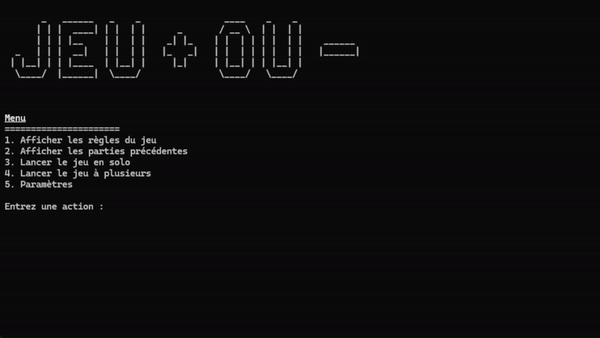 JEU + OU -
Menu
======================
1. Afficher les règles du jeu
2. Afficher les parties précédentes
3. Lancer le jeu en solo
4. Lancer le jeu à plusieurs
5. Paramètres
Entrez une action :